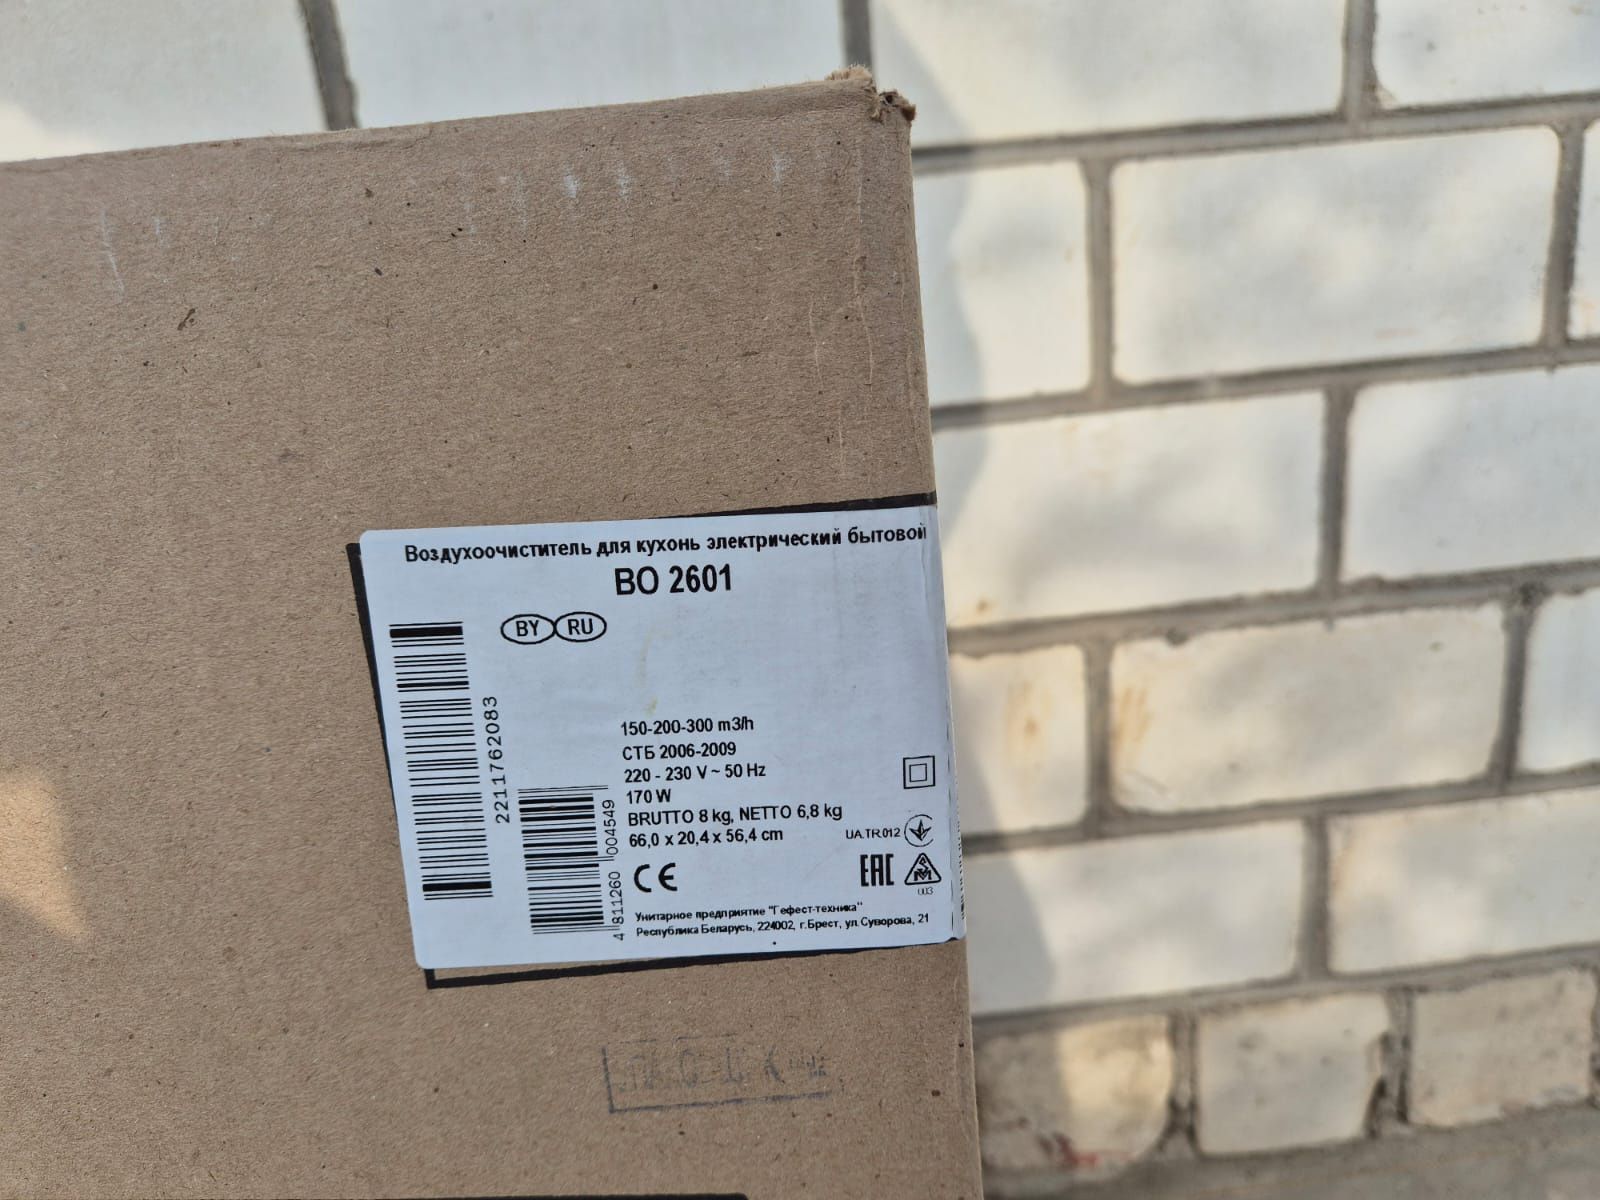 Воздухоочиститель для кухонь электрический бытовой
ВО 2601
BY RU
2211762083
150-200-300 m3/h
СТБ 2006-2009
220 - 230 V ~ 50 Hz
170 W
BRUTTO 8 kg, NETTO 6,8 kg
66,0 x 20,4 x 56,4 cm
4 811260 004549
UA.TR.012
CE
EAC
003
Унитарное предприятие "Гефест-техника"
Республика Беларусь, 224002, г.Брест, ул.Суворова, 21